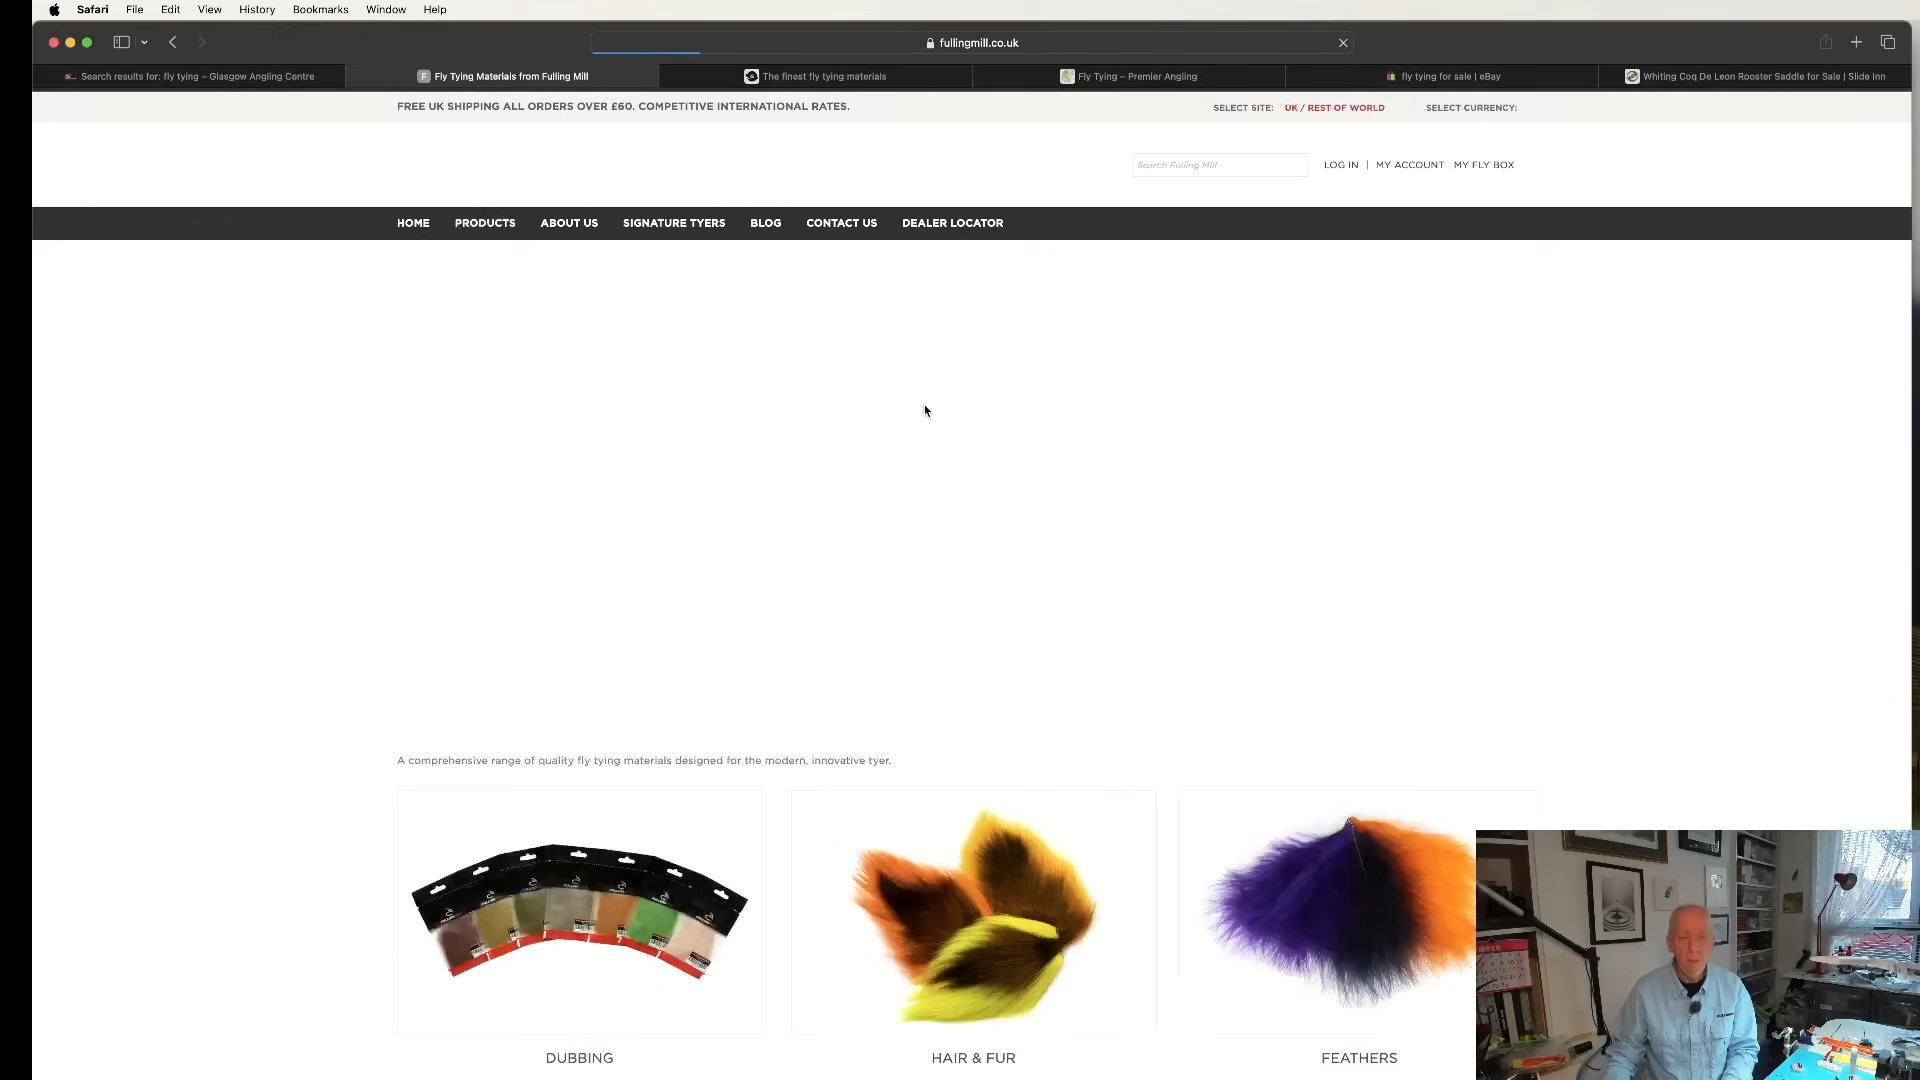 Safari File Edit View History Bookmarks Window Help
fullingmill.co.uk
Search results for: fly tying – Glasgow Angling Centre
F Fly Tying Materials from Fulling Mill
The finest fly tying materials
Fly Tying – Premier Angling
fly tying for sale | eBay
Whiting Coq De Leon Rooster Saddle for Sale | Slide Inn
FREE UK SHIPPING ALL ORDERS OVER £60. COMPETITIVE INTERNATIONAL RATES.
SELECT SITE: UK / REST OF WORLD SELECT CURRENCY:
Search Fulling Mill
LOG IN | MY ACCOUNT MY FLY BOX
HOME PRODUCTS ABOUT US SIGNATURE TYERS BLOG CONTACT US DEALER LOCATOR
A comprehensive range of quality fly tying materials designed for the modern, innovative tyer.
DUBBING
HAIR & FUR
FEATHERS